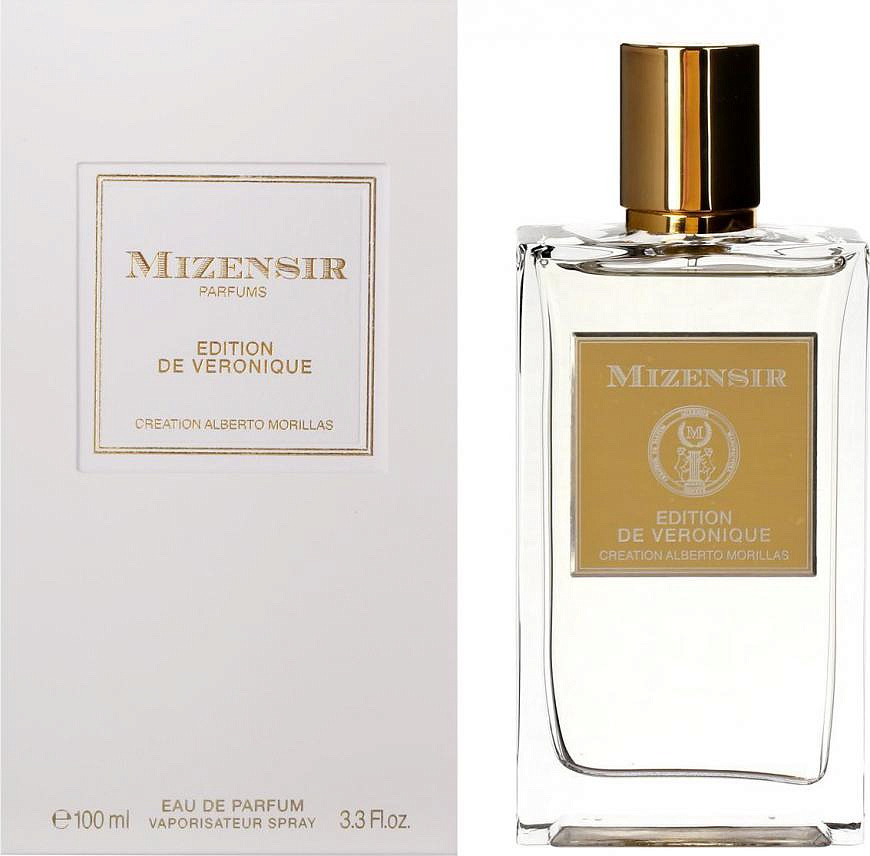 MIZENSIR
PARFUMS
EDITION
DE VERONIQUE
CREATION ALBERTO MORILLAS
℮100 ml
EAU DE PARFUM
VAPORISATEUR SPRAY
3.3 Fl.oz.
MIZENSIR
M
EDITION
DE VERONIQUE
CREATION ALBERTO MORILLAS